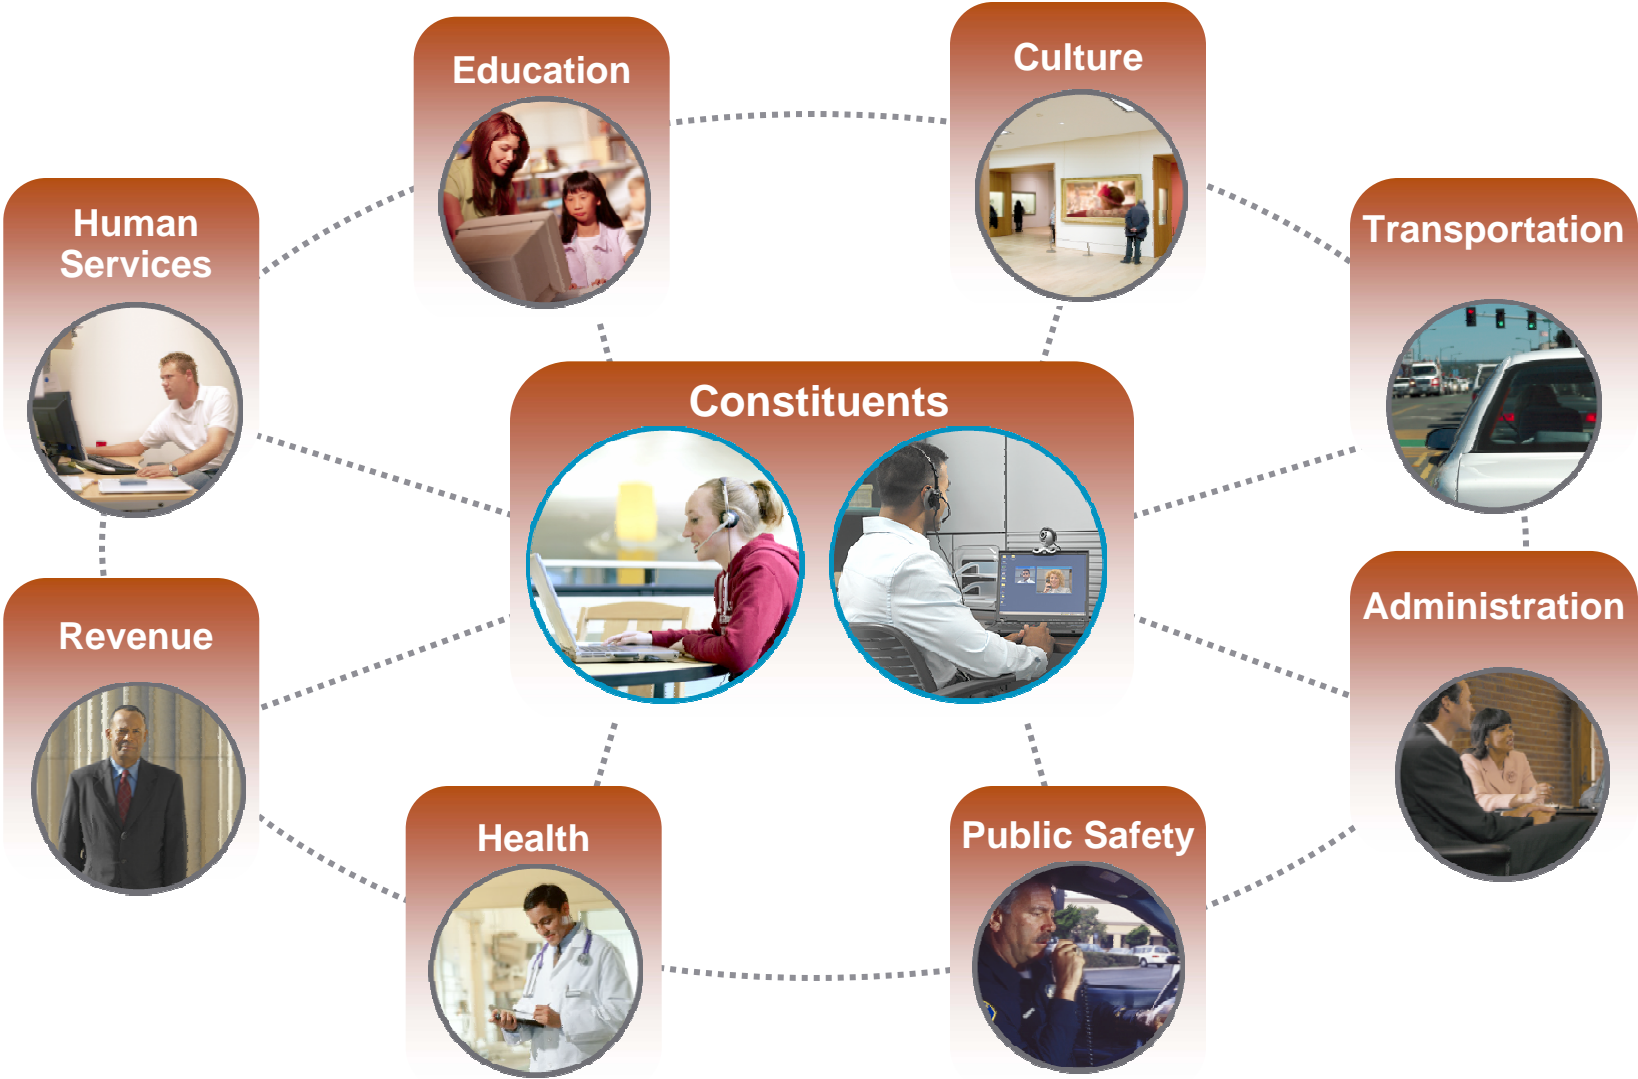 Education
Culture
Human
Services
Transportation
Constituents
Revenue
Administration
Health
Public Safety